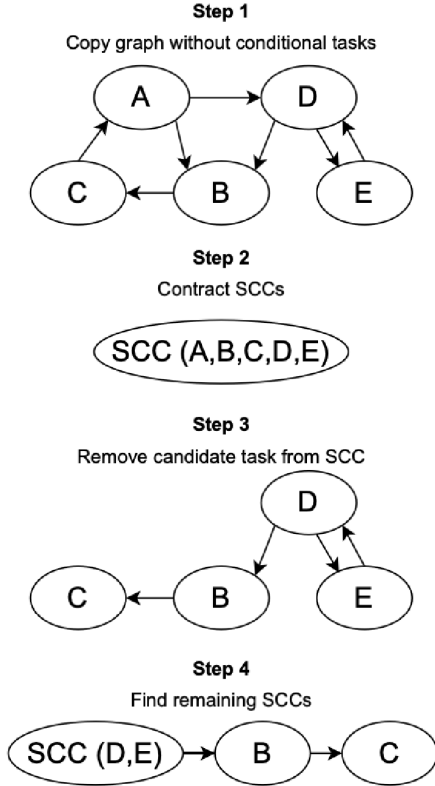 Step 1
Copy graph without conditional tasks
A D
C B E
Step 2
Contract SCCs
SCC (A,B,C,D,E)
Step 3
Remove candidate task from SCC
D
C B E
Step 4
Find remaining SCCs
SCC (D,E) B C